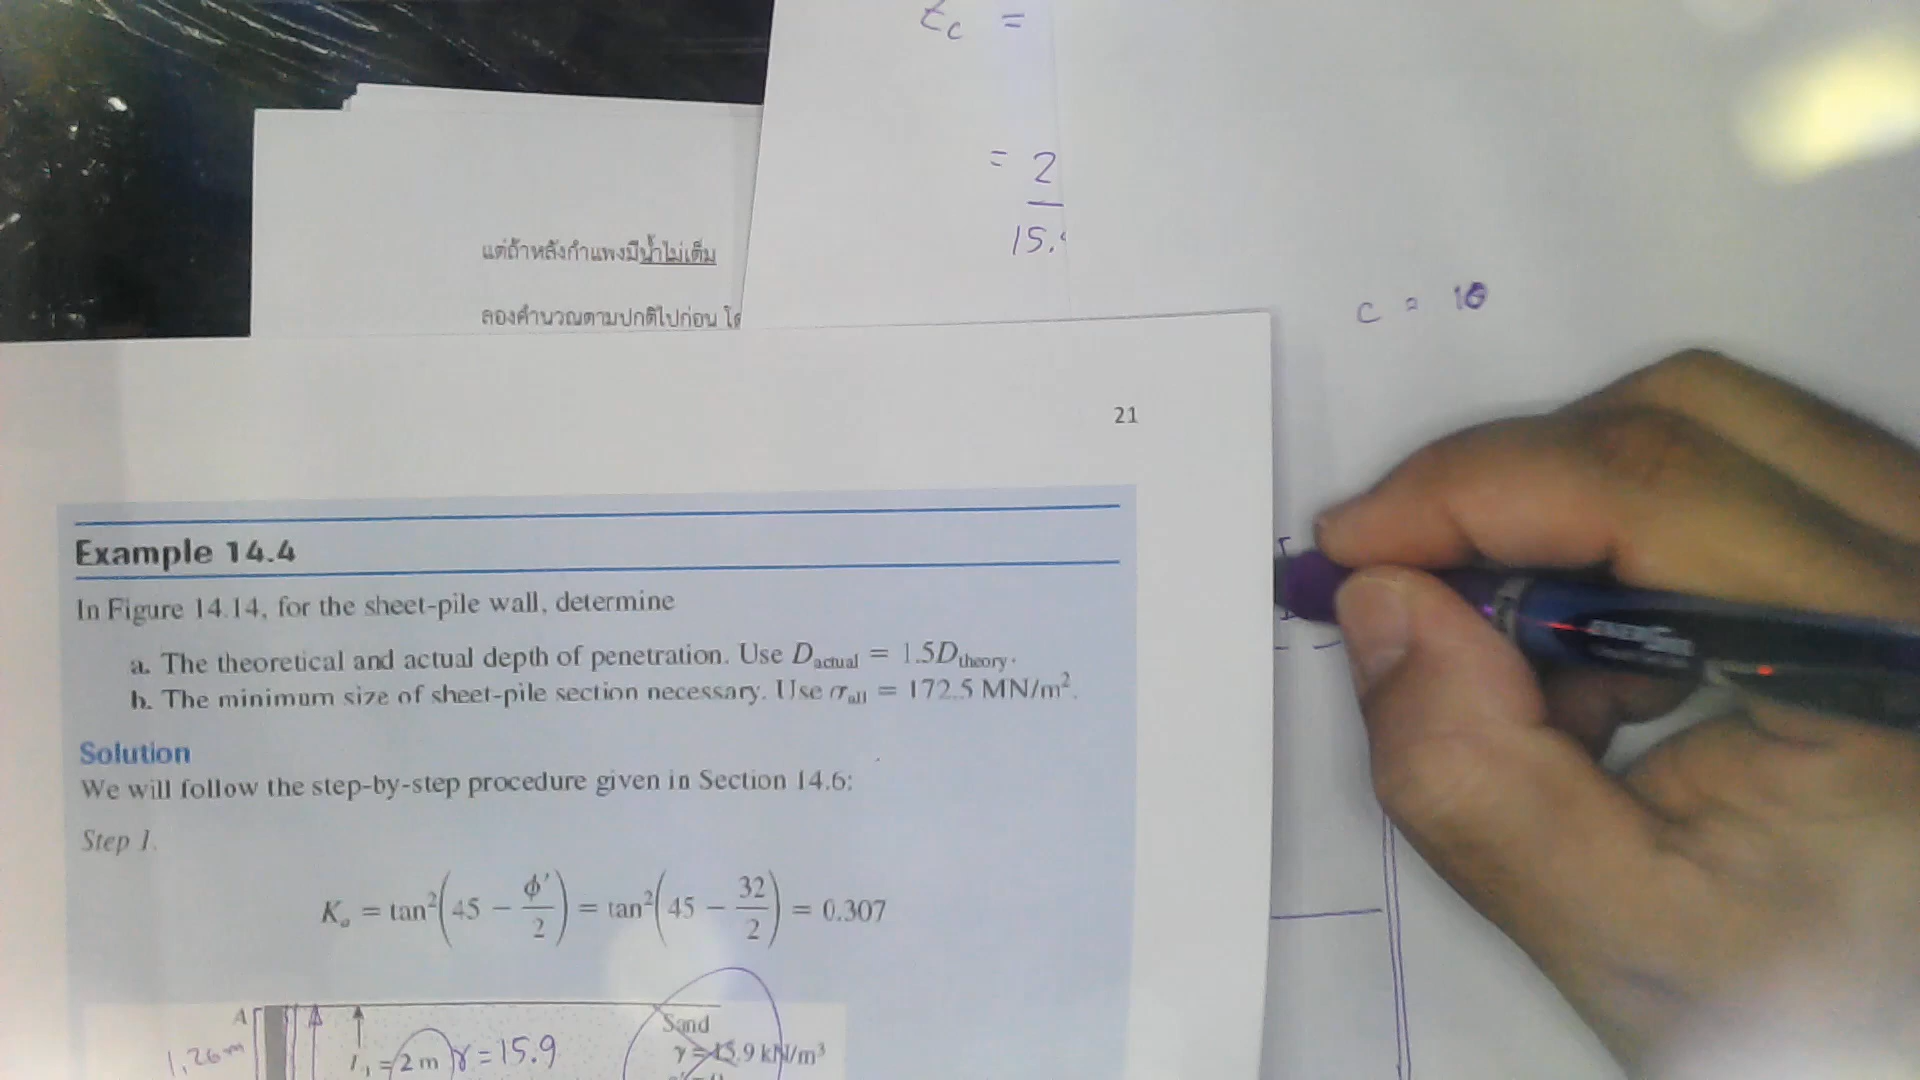 Z_c =
= 2
15.
แต่ถ้าหลังกำแพงมีน้ำไม่เต็ม
ลองคำนวณตามปกติไปก่อน
c = 10
21
Example 14.4
In Figure 14.14, for the sheet-pile wall, determine
a. The theoretical and actual depth of penetration. Use D_actual = 1.5D_theory.
b. The minimum size of sheet-pile section necessary. Use σ_all = 172.5 MN/m².
Solution
We will follow the step-by-step procedure given in Section 14.6:
Step 1.
K_a = tan²(45 − φ′/2) = tan²(45 − 32/2) = 0.307
A
Sand
1.26 m
= 2 m γ = 15.9
γ = 15.9 kN/m³